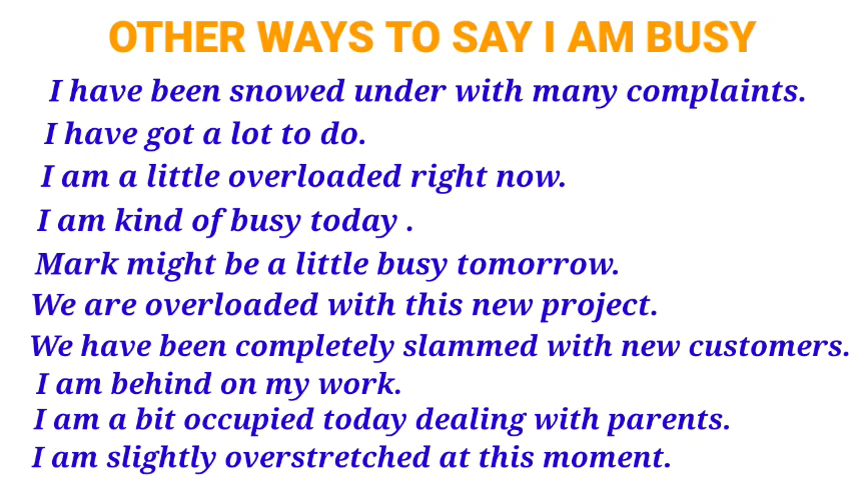 OTHER WAYS TO SAY I AM BUSY
I have been snowed under with many complaints.
I have got a lot to do.
I am a little overloaded right now.
I am kind of busy today .
Mark might be a little busy tomorrow.
We are overloaded with this new project.
We have been completely slammed with new customers.
I am behind on my work.
I am a bit occupied today dealing with parents.
I am slightly overstretched at this moment.